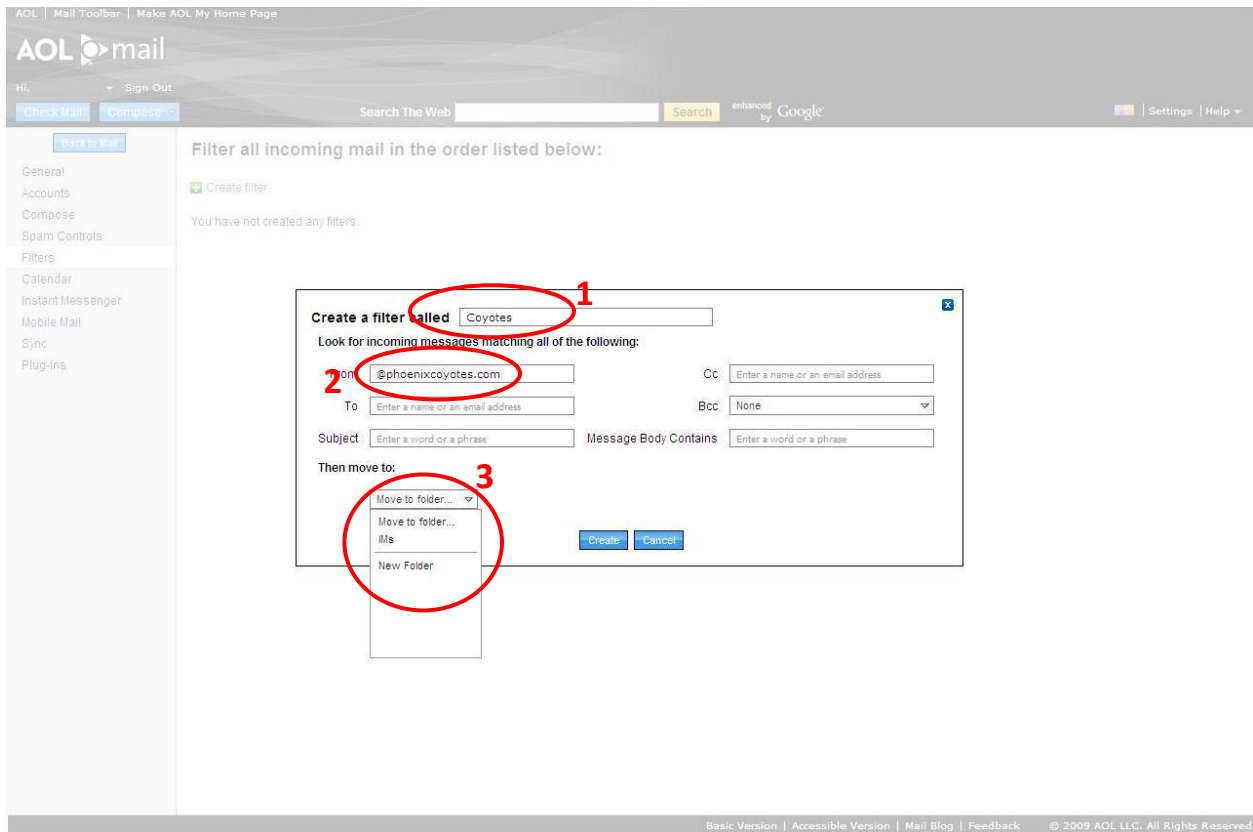 AOL | Mail Toolbar | Make AOL My Home Page
AOL mail
Hi, Sign Out
Check Mail Compose Search The Web Search enhanced by Google Settings | Help
Back to Mail
Filter all incoming mail in the order listed below:
General
Create filter
Accounts
Compose
You have not created any filters.
Spam Controls
Filters
Calendar
Instant Messenger
Mobile Mail
Sync
Plug-ins
1
Create a filter called Coyotes
Look for incoming messages matching all of the following:
2
From @phoenixcoyotes.com Cc Enter a name or an email address
To Enter a name or an email address Bcc None
Subject Enter a word or a phrase Message Body Contains Enter a word or a phrase
Then move to:
3
Move to folder...
Move to folder...
IMs
New Folder
Create Cancel
Basic Version | Accessible Version | Mail Blog | Feedback © 2009 AOL LLC. All Rights Reserved